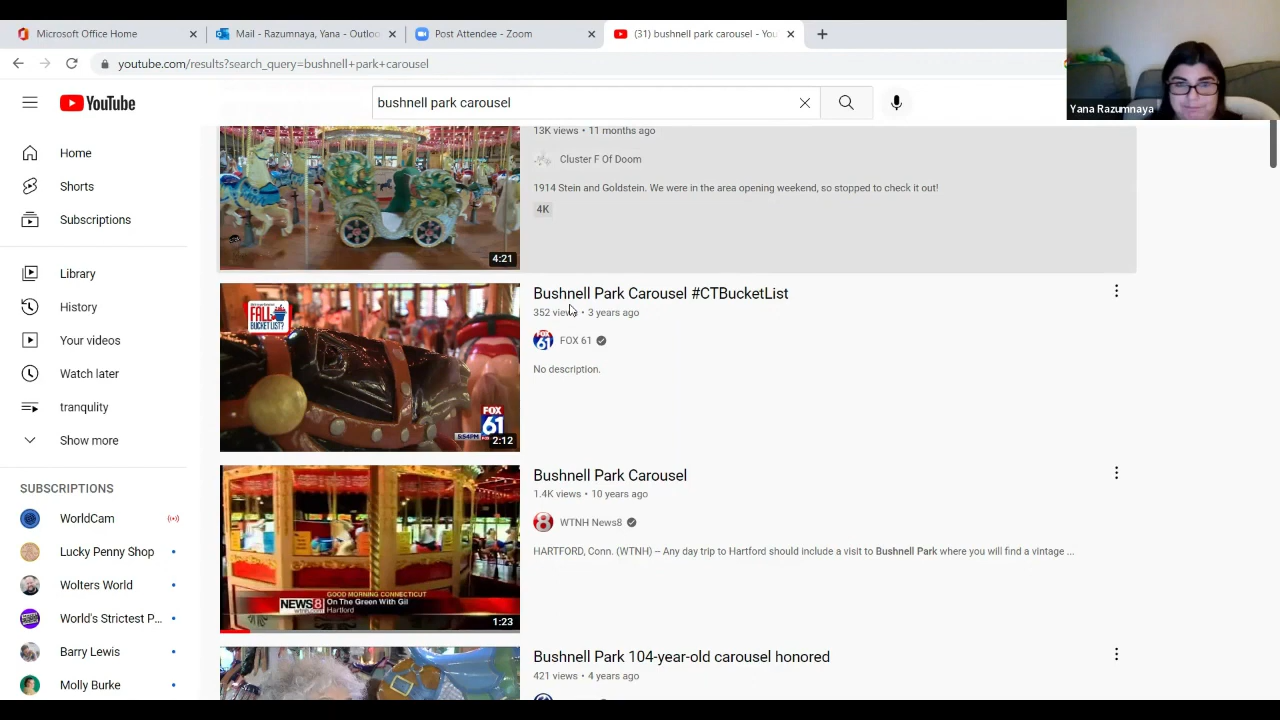 Microsoft Office Home
Mail - Razumnaya, Yana - Outloo
Post Attendee - Zoom
(31) bushnell park carousel - You
youtube.com/results?search_query=bushnell+park+carousel
Yana Razumnaya
YouTube
bushnell park carousel
Home
Shorts
Subscriptions
Library
History
Your videos
Watch later
tranqulity
Show more
SUBSCRIPTIONS
WorldCam
Lucky Penny Shop
Wolters World
World's Strictest P...
Barry Lewis
Molly Burke
13K views • 11 months ago
Cluster F Of Doom
1914 Stein and Goldstein. We were in the area opening weekend, so stopped to check it out!
4K
4:21
Bushnell Park Carousel #CTBucketList
352 views • 3 years ago
FOX 61
No description.
FALL
BUCKET LIST?
FOX
61
5:54PM
2:12
Bushnell Park Carousel
1.4K views • 10 years ago
WTNH News8
HARTFORD, Conn. (WTNH) – Any day trip to Hartford should include a visit to Bushnell Park where you will find a vintage ...
GOOD MORNING CONNECTICUT
NEWS8
On The Green With Gil
Hartford
1:23
Bushnell Park 104-year-old carousel honored
421 views • 4 years ago